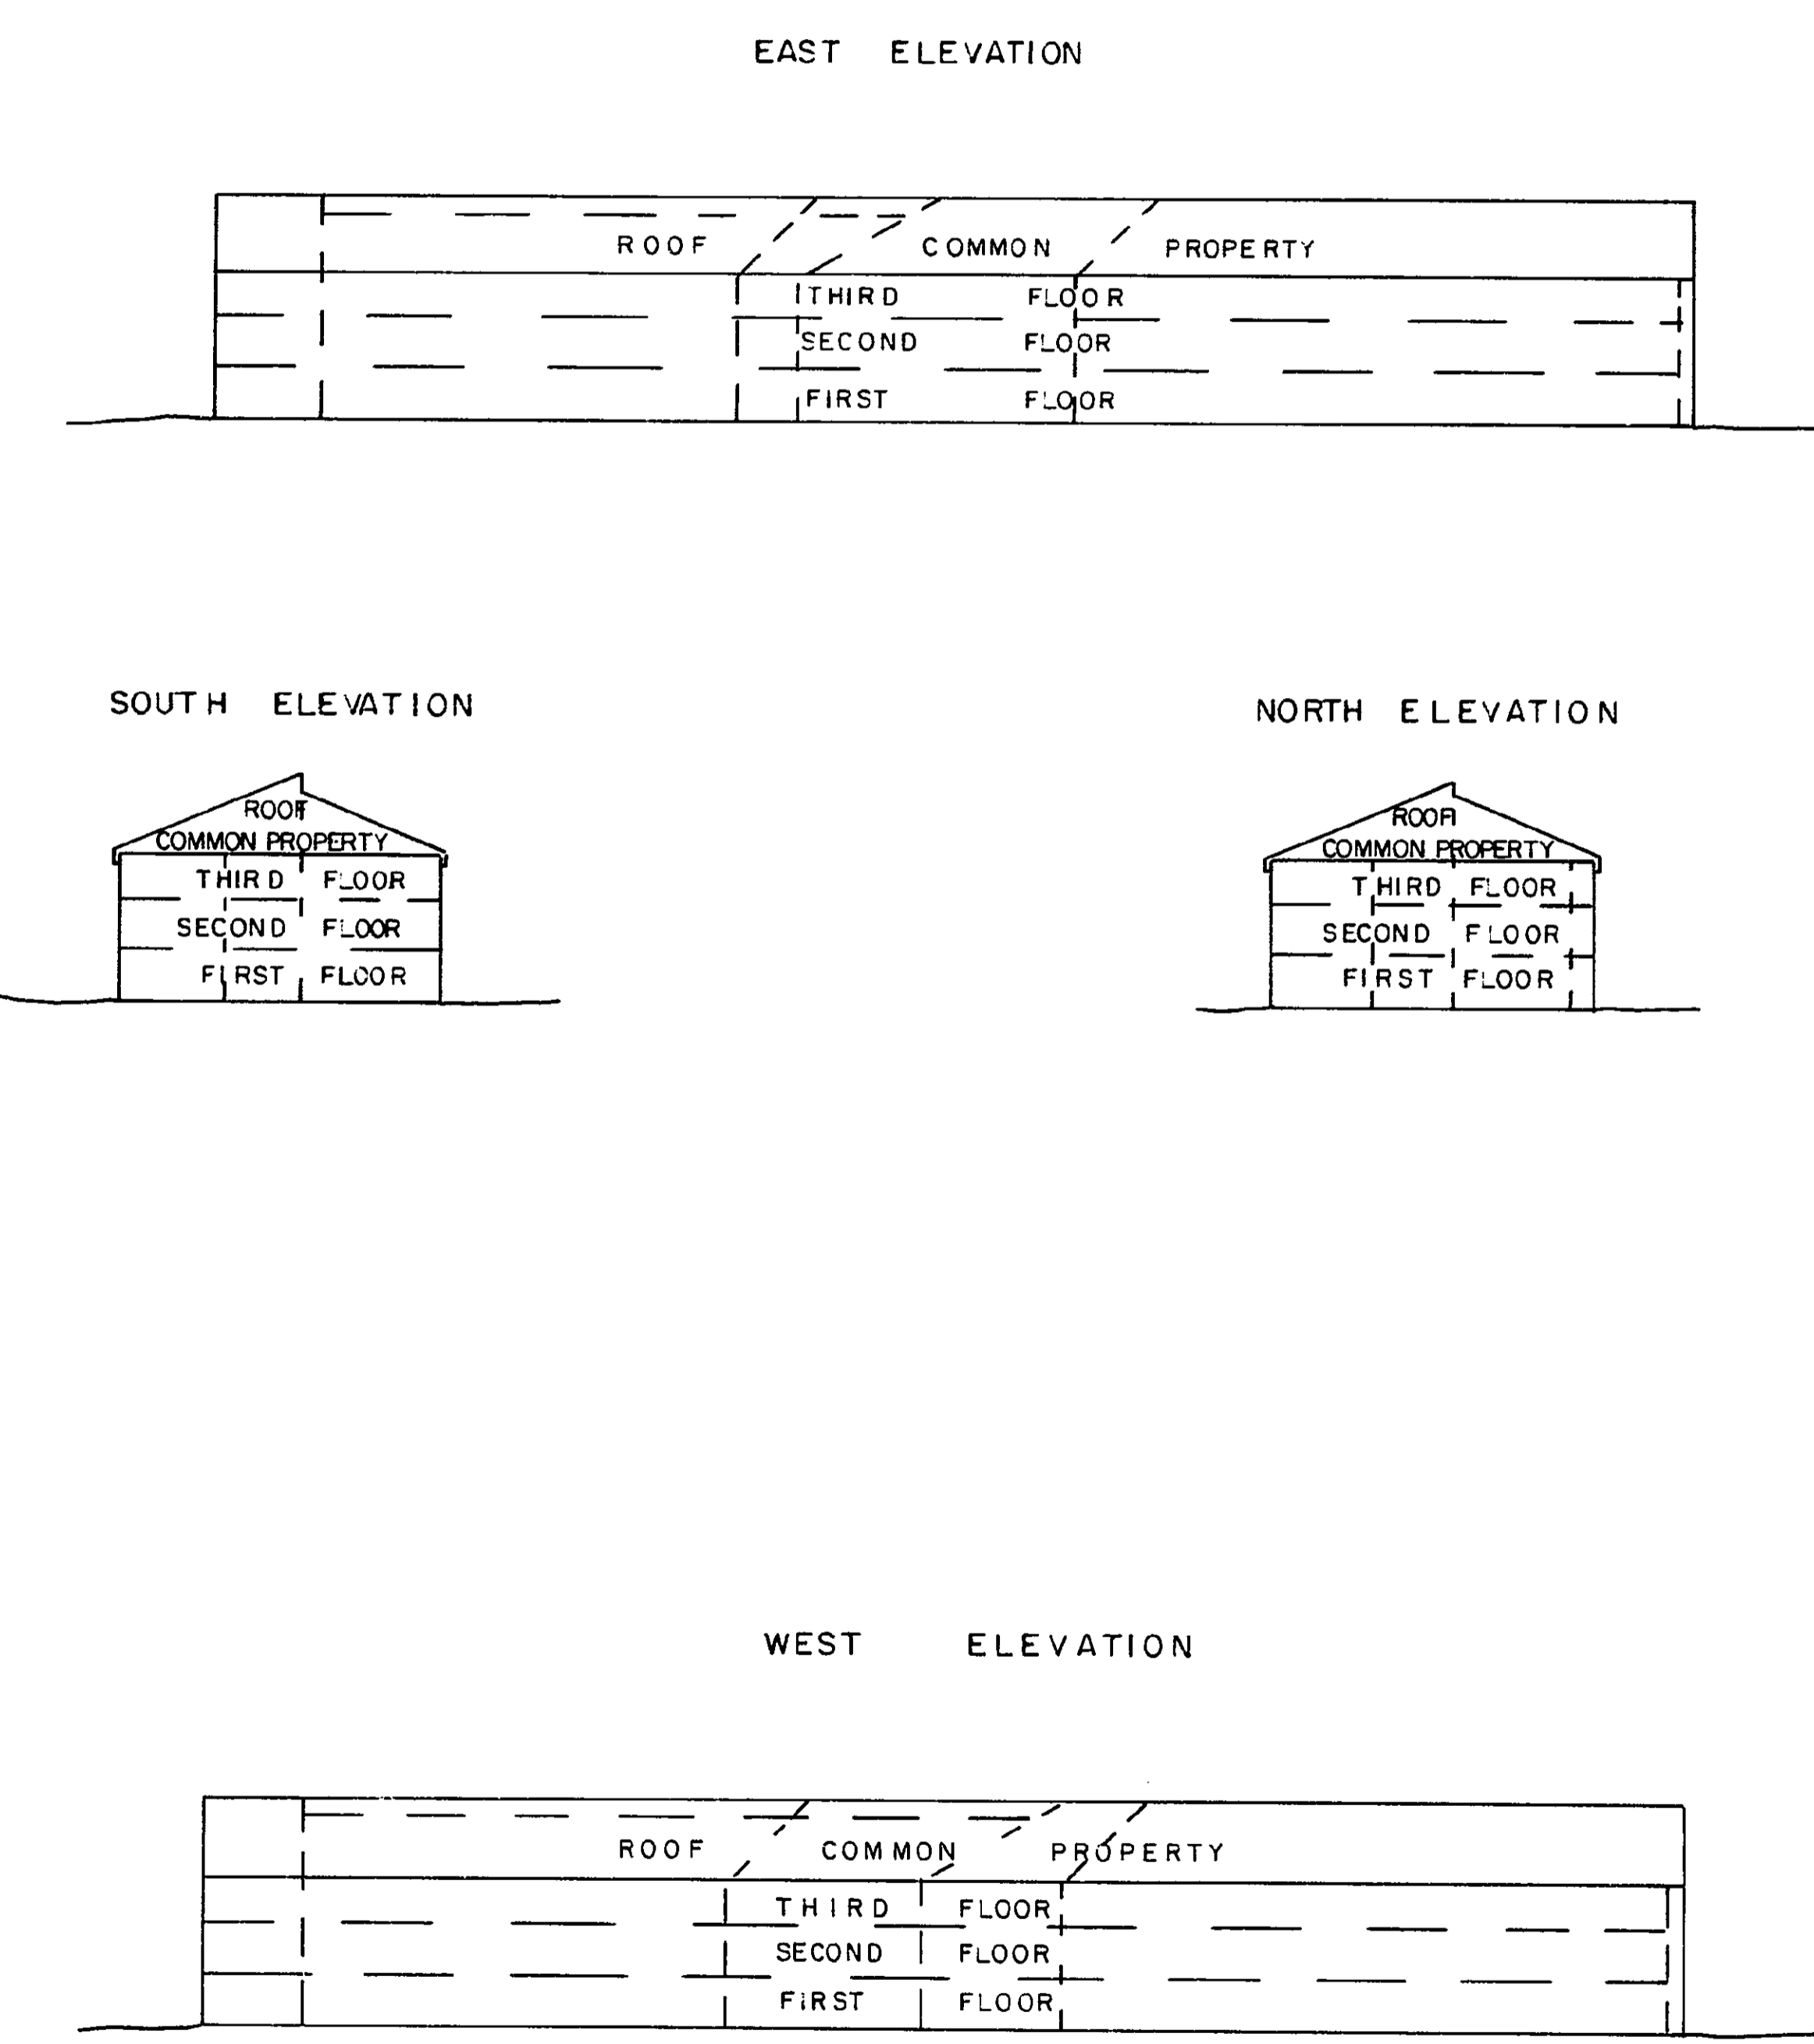 EAST ELEVATION
ROOF COMMON PROPERTY
THIRD FLOOR
SECOND FLOOR
FIRST FLOOR
SOUTH ELEVATION
ROOF
COMMON PROPERTY
THIRD FLOOR
SECOND FLOOR
FIRST FLOOR
NORTH ELEVATION
ROOF
COMMON PROPERTY
THIRD FLOOR
SECOND FLOOR
FIRST FLOOR
WEST ELEVATION
ROOF COMMON PROPERTY
THIRD FLOOR
SECOND FLOOR
FIRST FLOOR